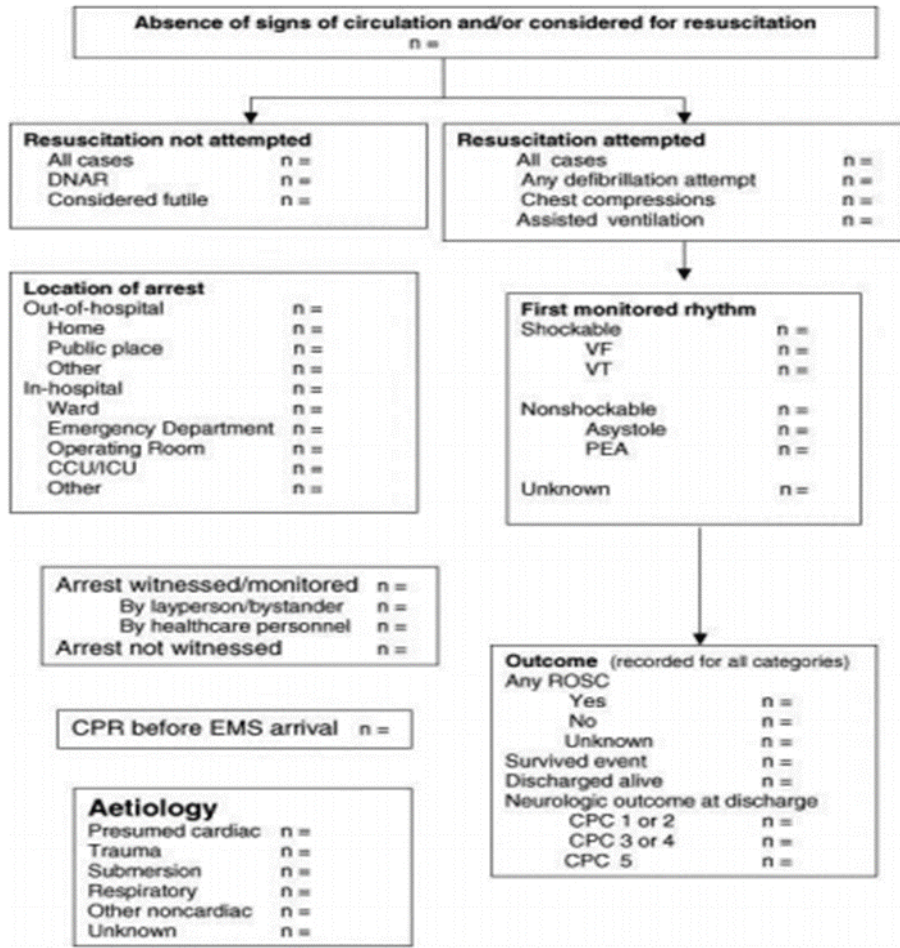 Absence of signs of circulation and/or considered for resuscitation
n =
Resuscitation not attempted
All cases n =
DNAR n =
Considered futile n =
Resuscitation attempted
All cases n =
Any defibrillation attempt n =
Chest compressions n =
Assisted ventilation n =
Location of arrest
Out-of-hospital n =
Home n =
Public place n =
Other n =
In-hospital n =
Ward n =
Emergency Department n =
Operating Room n =
CCU/ICU n =
Other n =
First monitored rhythm
Shockable n =
VF n =
VT n =
Nonshockable n =
Asystole n =
PEA n =
Unknown n =
Arrest witnessed/monitored n =
By layperson/bystander n =
By healthcare personnel n =
Arrest not witnessed n =
CPR before EMS arrival n =
Aetiology
Presumed cardiac n =
Trauma n =
Submersion n =
Respiratory n =
Other noncardiac n =
Unknown n =
Outcome (recorded for all categories)
Any ROSC
Yes n =
No n =
Unknown n =
Survived event n =
Discharged alive n =
Neurologic outcome at discharge
CPC 1 or 2 n =
CPC 3 or 4 n =
CPC 5 n =